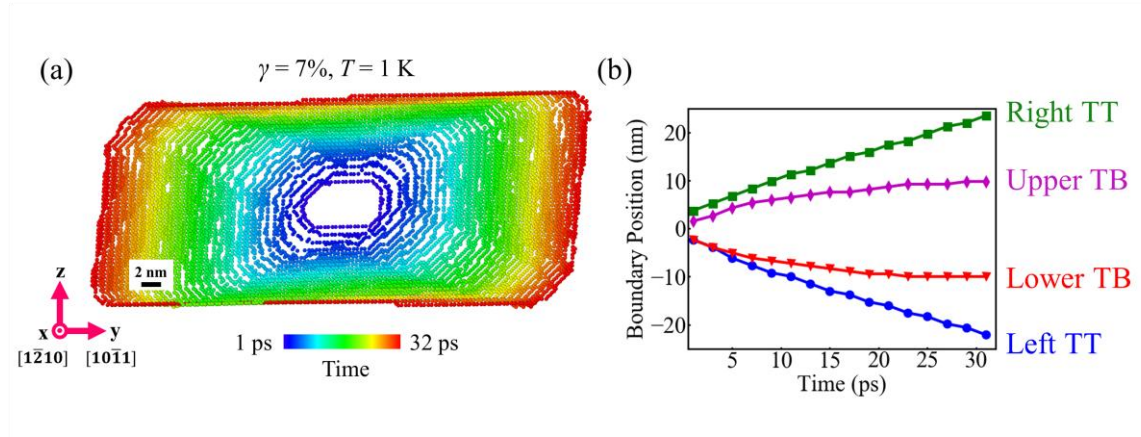 (a)
γ = 7%, T = 1 K
2 nm
z
x
y
[1̄2̄10]
[101̄1]
1 ps
32 ps
Time
(b)
Boundary Position (nm)
20
10
0
−10
−20
5
10
15
20
25
30
Time (ps)
Right TT
Upper TB
Lower TB
Left TT